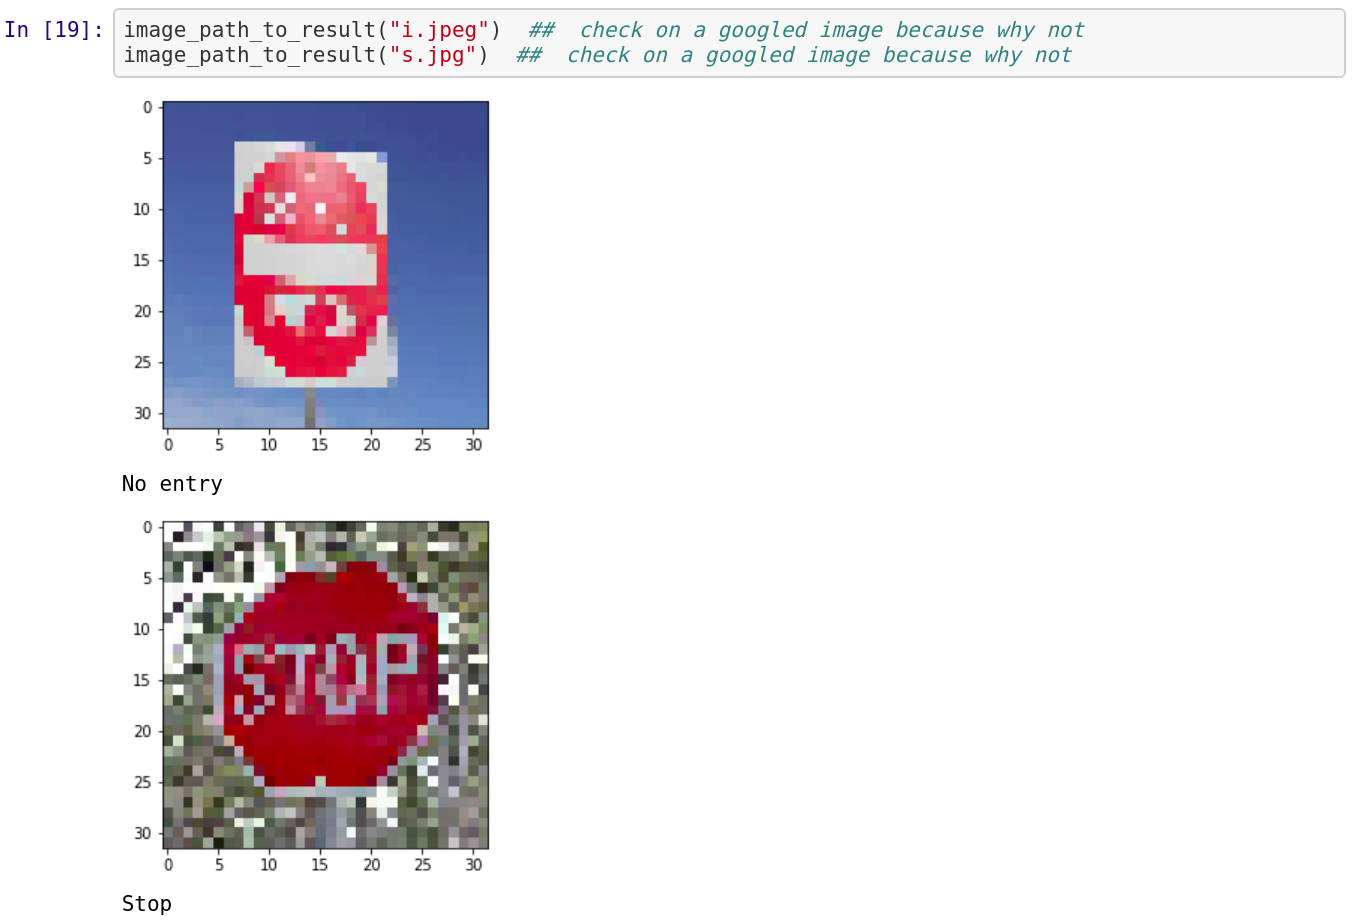 In [19]: image_path_to_result("i.jpeg")  ##  check on a googled image because why not
image_path_to_result("s.jpg")  ##  check on a googled image because why not
0
5
10
15
20
25
30
0 5 10 15 20 25 30
No entry
0
5
10
STOP
15
20
25
30
0 5 10 15 20 25 30
Stop